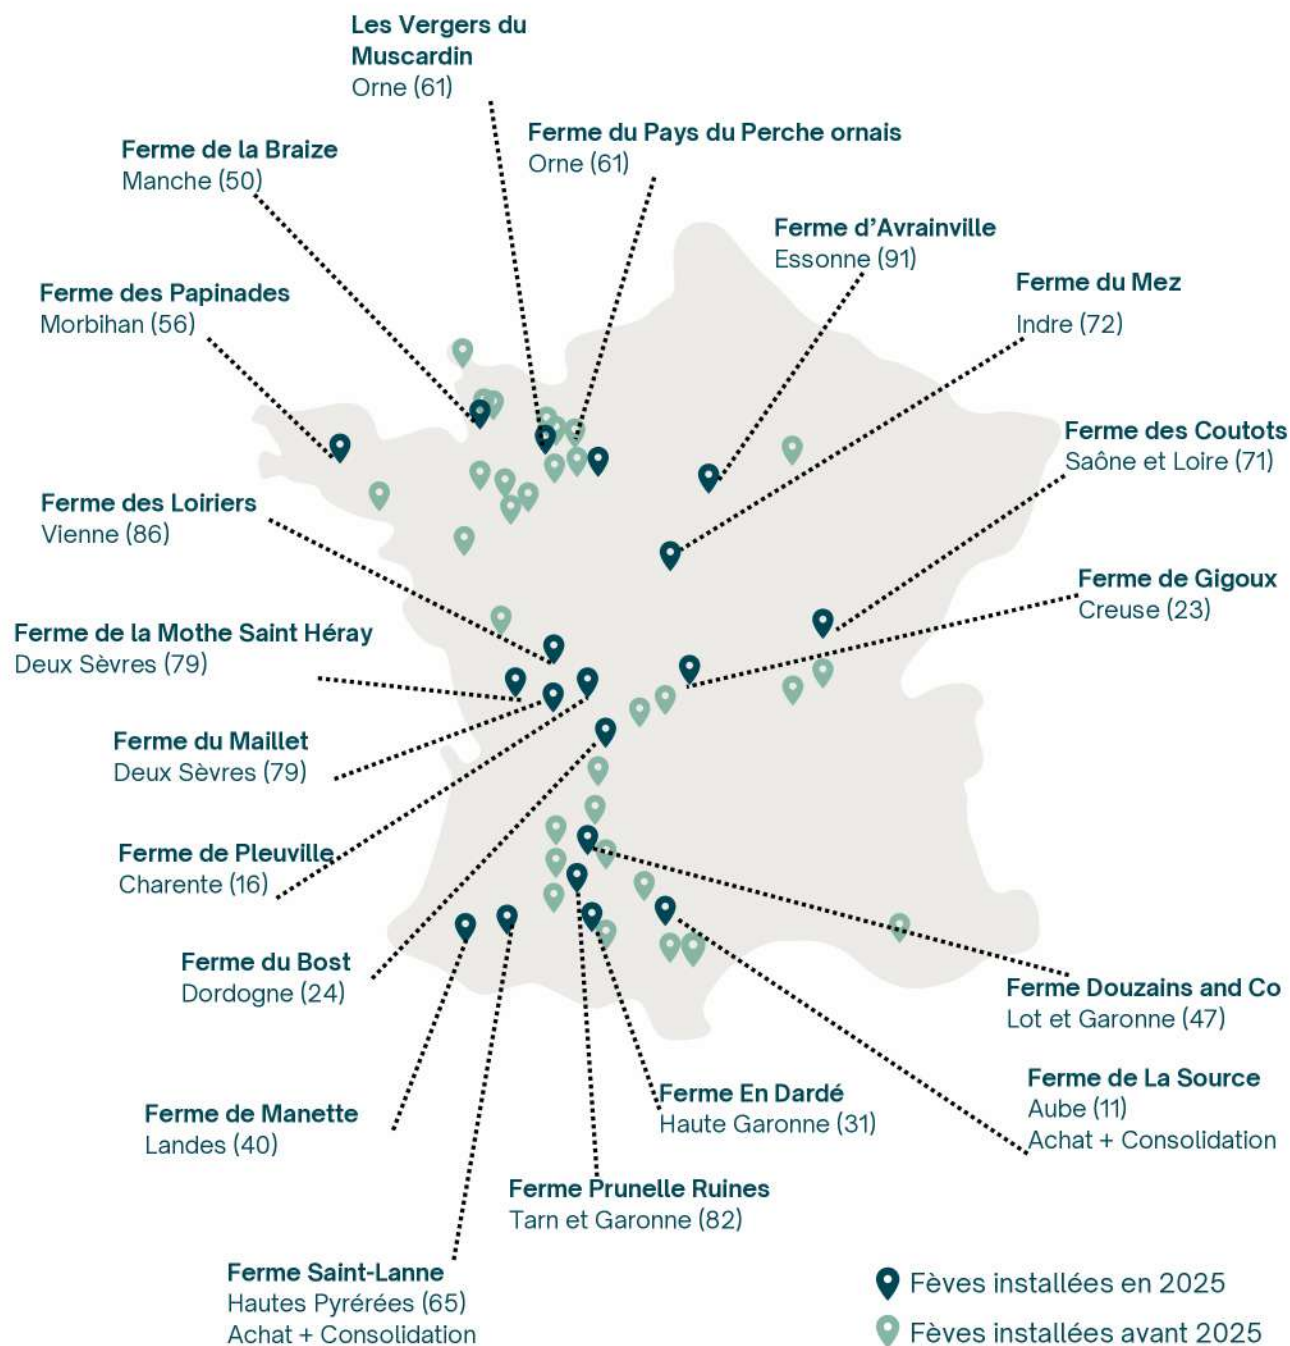 Les Vergers du
Muscardin
Orne (61)
Ferme du Pays du Perche ornais
Orne (61)
Ferme de la Braize
Manche (50)
Ferme d’Avrainville
Essonne (91)
Ferme du Mez
Indre (72)
Ferme des Papinades
Morbihan (56)
Ferme des Coutots
Saône et Loire (71)
Ferme des Loiriers
Vienne (86)
Ferme de Gigoux
Creuse (23)
Ferme de la Mothe Saint Héray
Deux Sèvres (79)
Ferme du Maillet
Deux Sèvres (79)
Ferme de Pleuville
Charente (16)
Ferme du Bost
Dordogne (24)
Ferme Douzains and Co
Lot et Garonne (47)
Ferme de La Source
Aube (11)
Achat + Consolidation
Ferme En Dardé
Haute Garonne (31)
Ferme de Manette
Landes (40)
Ferme Prunelle Ruines
Tarn et Garonne (82)
Ferme Saint-Lanne
Hautes Pyrérées (65)
Achat + Consolidation
Fèves installées en 2025
Fèves installées avant 2025